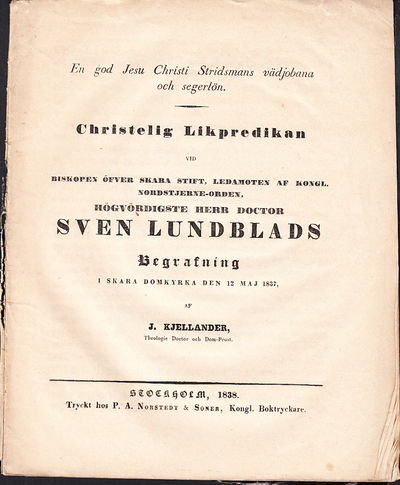 En god Jesu Christi Stridsmans vädjobana
och segerlön.
Christelig Likpredikan
VID
BISKOPEN ÖFVER SKARA STIFT, LEDAMOTEN AF KONGL.
NORDSTJERNE-ORDEN,
HÖGVÖRDIGSTE HERR DOCTOR
SVEN LUNDBLADS
Begrafning
I SKARA DOMKYRKA DEN 12 MAJ 1837,
AF
J. KJELLANDER,
Theologie Doctor och Dom-Prost.
STOCKHOLM, 1838.
Tryckt hos P. A. NORSTEDT & SÖNER, Kongl. Boktryckare.